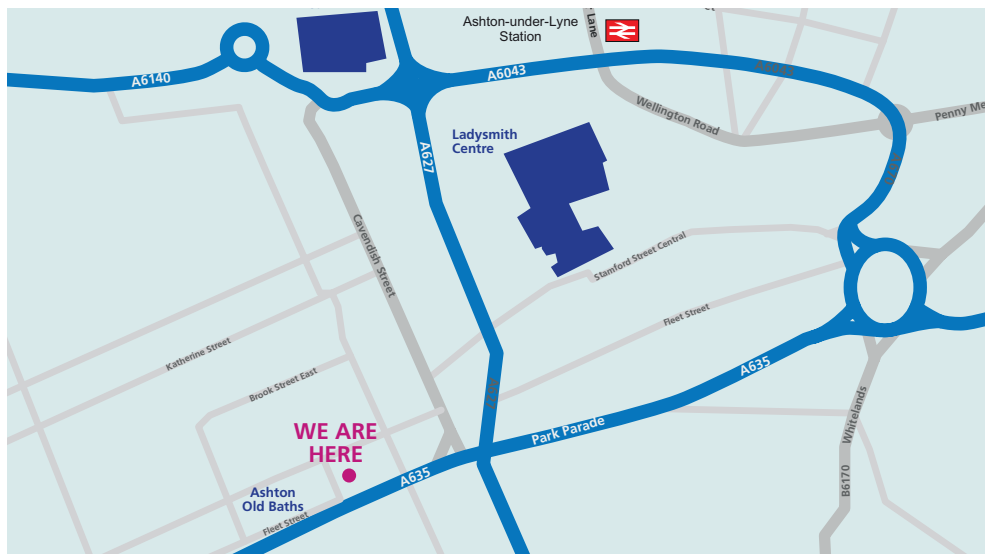 Ashton-under-Lyne
Station
Lane
A6140
A6043
Wellington Road
Penny Me
Ladysmith
Centre
A627
Cavendish Street
Stamford Street Central
Katherine Street
Fleet Street
Brook Street East
A635
WE ARE
HERE
Park Parade
Whitelands
A635
B6170
Ashton
Old Baths
Fleet Street